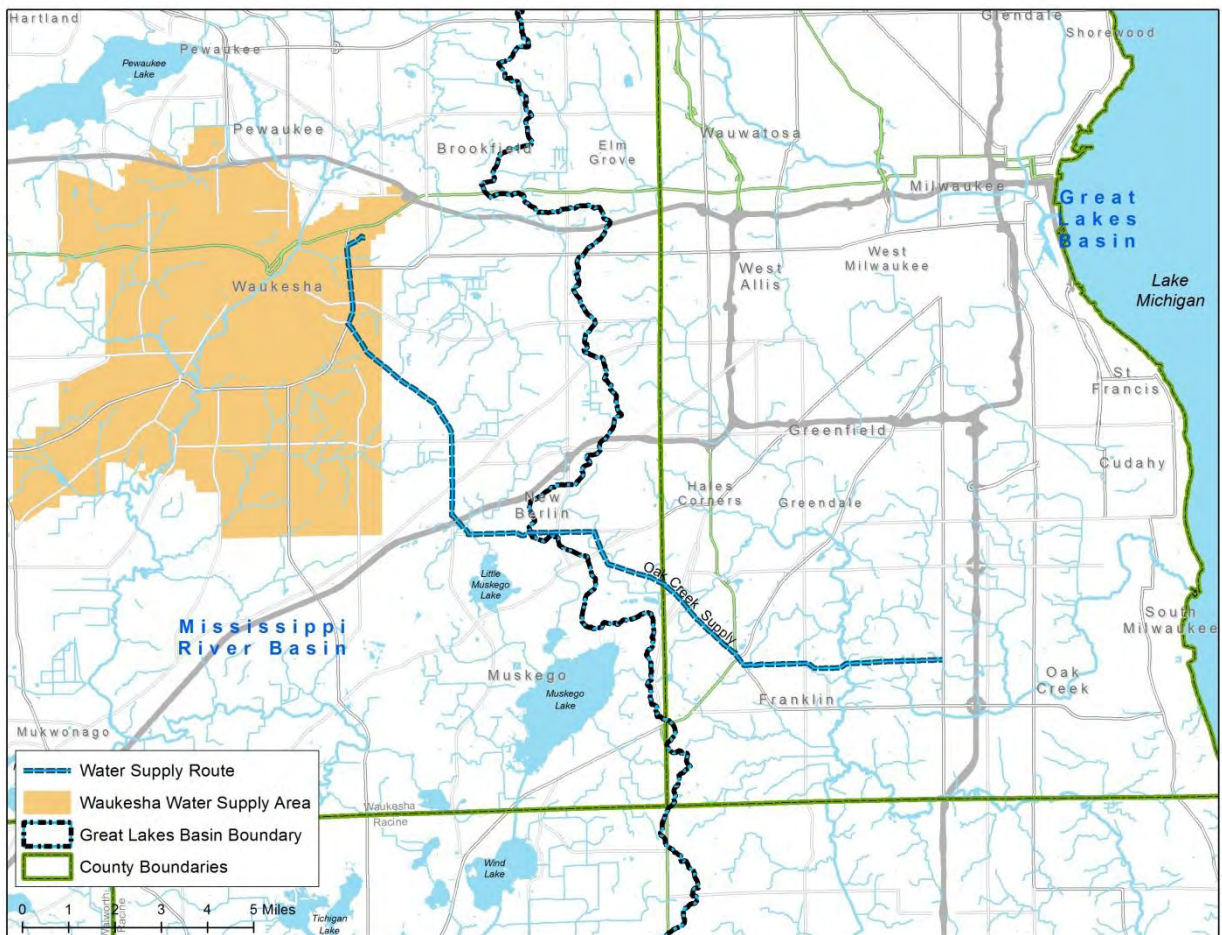 Hartland
Glendale
Shorewood
Pewaukee
Pewaukee
Lake
Pewaukee
Wauwatosa
Brookfield
Elm
Grove
Milwaukee
Great
Lakes
Basin
West
Milwaukee
West
Allis
Lake
Michigan
Waukesha
St
Francis
Greenfield
Cudahy
Hales
Corners
Greendale
New
Berlin
Little
Muskego
Lake
Oak Creek Supply
South
Milwaukee
Mississippi
River Basin
Muskego
Muskego
Lake
Franklin
Oak
Creek
Mukwonago
Water Supply Route
Waukesha Water Supply Area
Great Lakes Basin Boundary
County Boundaries
0 1 2 3 4 5 Miles
Waukesha
Racine
Wind
Lake
Tichigan
Lake
Walworth
Racine